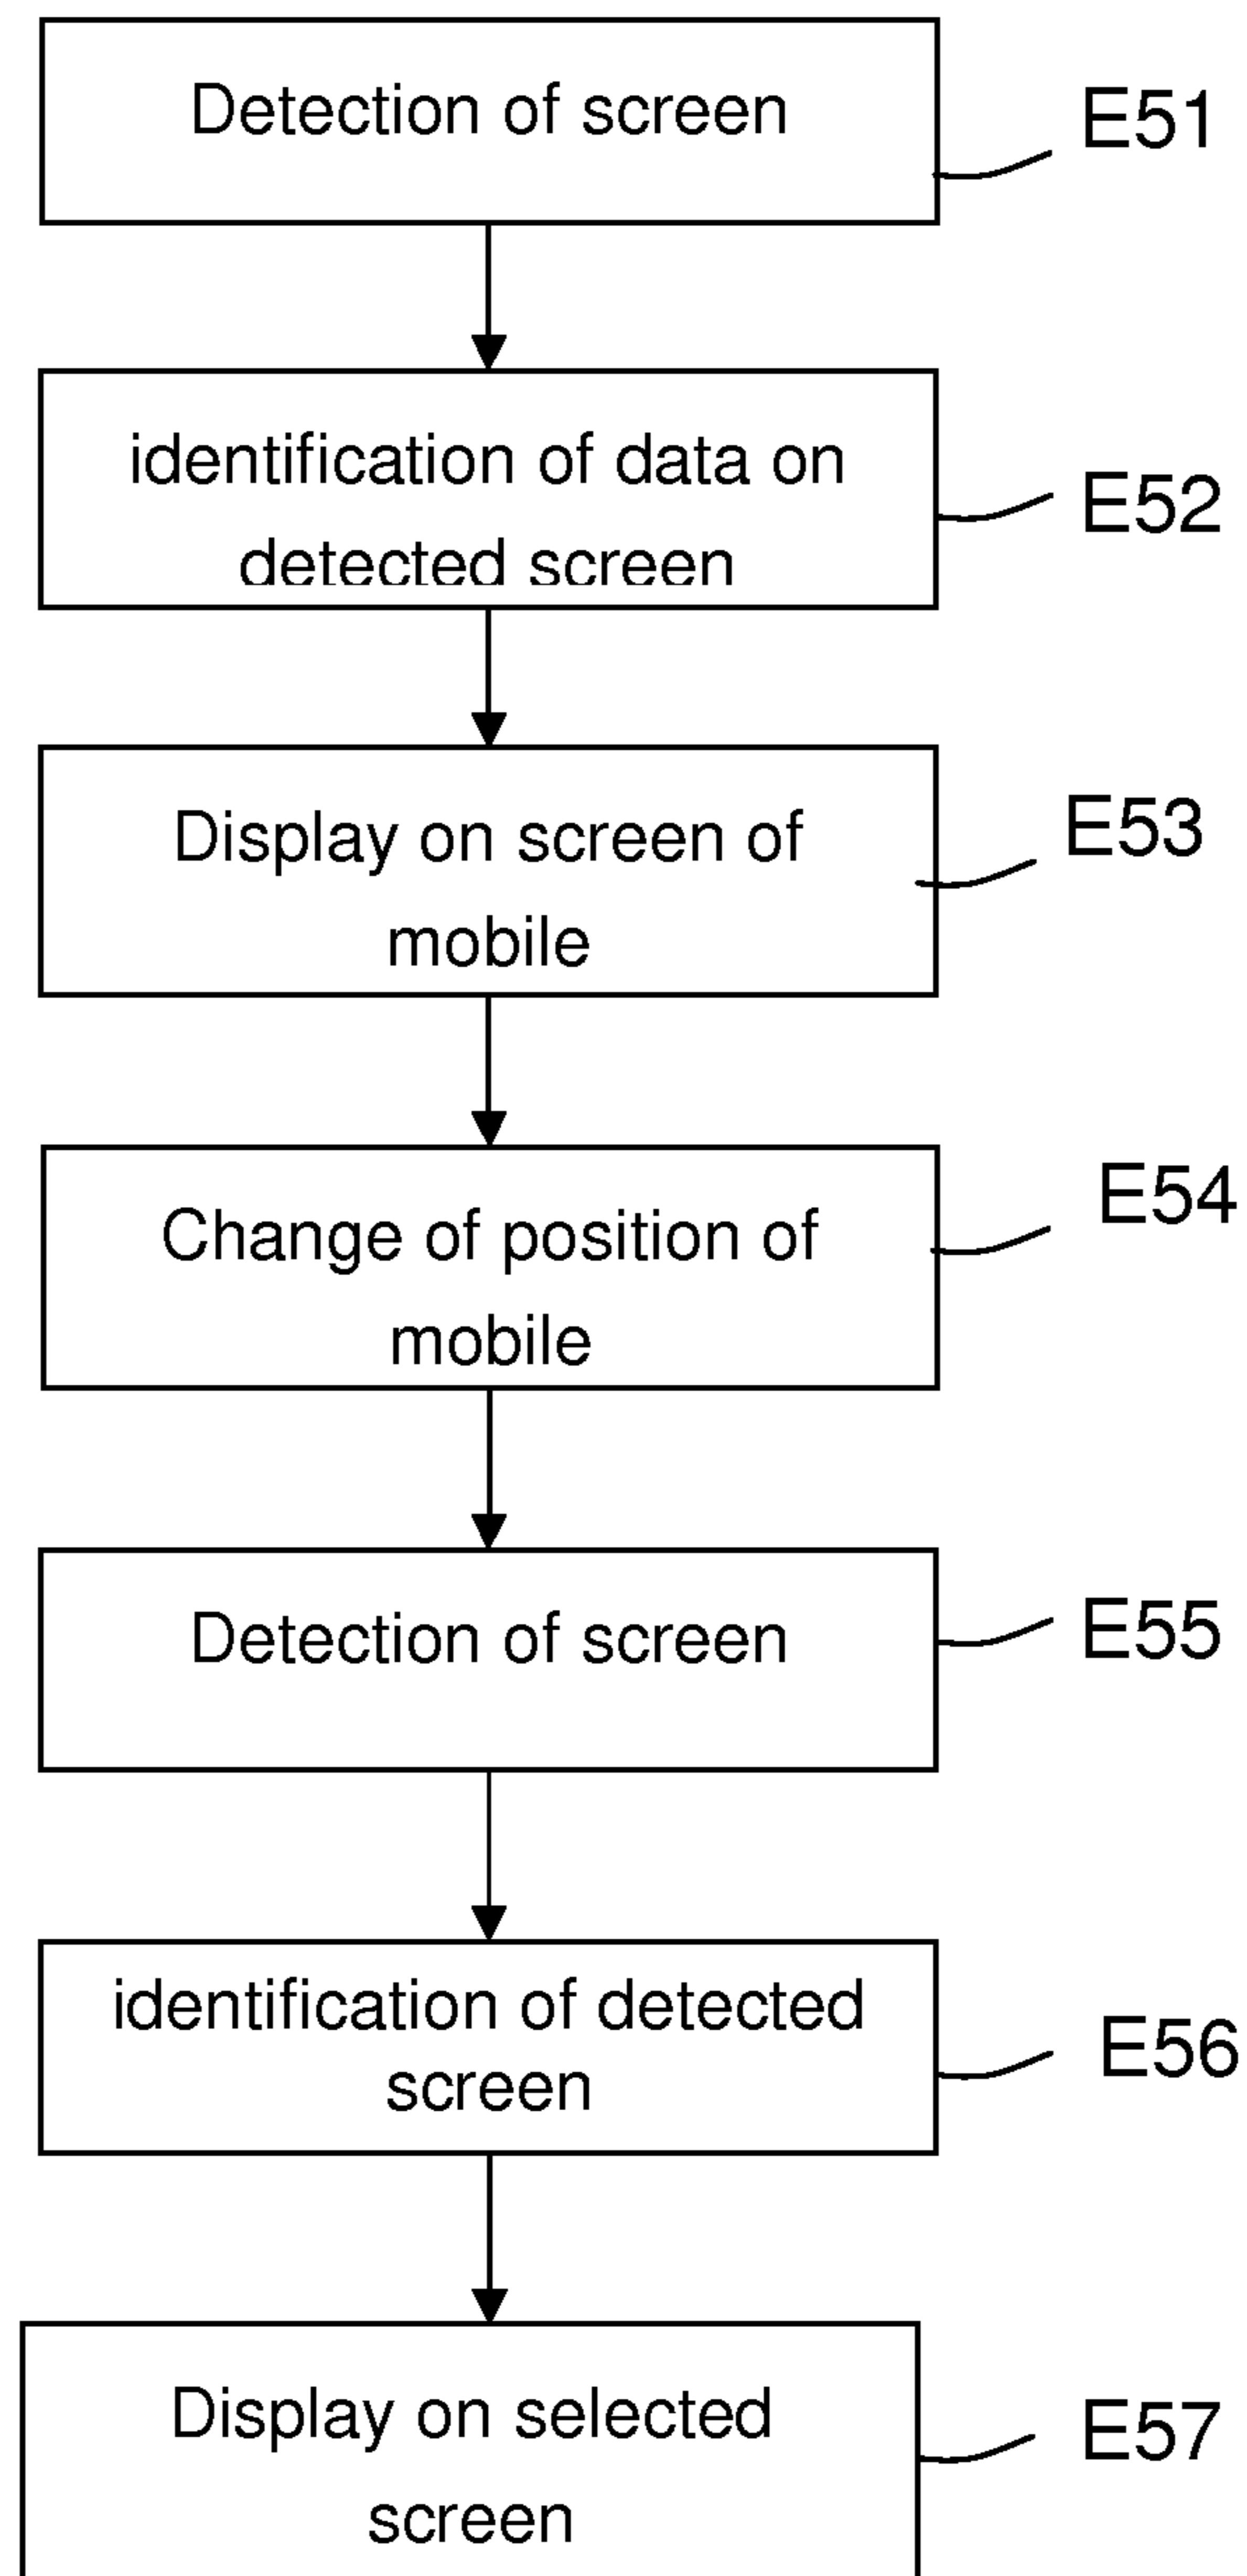 Detection of screen
E51
identification of data on
detected screen
E52
Display on screen of
mobile
E53
Change of position of
mobile
E54
Detection of screen
E55
identification of detected
screen
E56
Display on selected
screen
E57